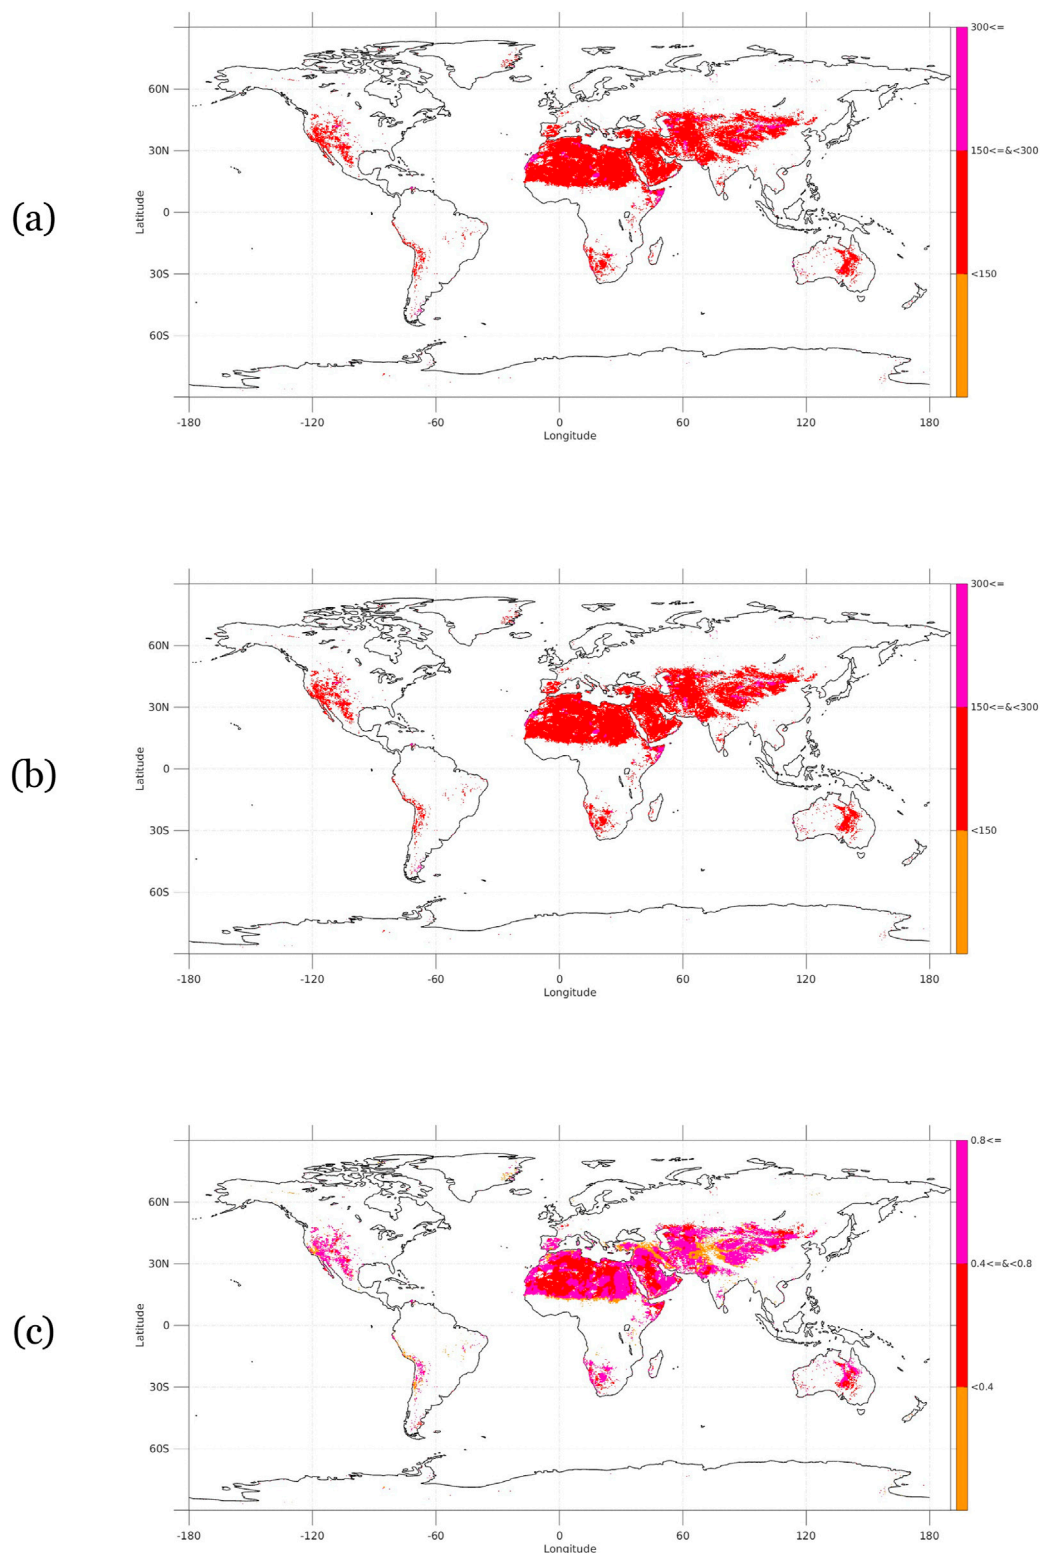 300<=
60N
30N
150<=&<300
(a)
Latitude
0
30S
<150
60S
-180 -120 -60 0 60 120 180
Longitude
300<=
60N
30N
150<=&<300
(b)
Latitude
0
30S
<150
60S
-180 -120 -60 0 60 120 180
Longitude
0.8<=
60N
30N
0.4<=&<0.8
(c)
Latitude
0
30S
<0.4
60S
-180 -120 -60 0 60 120 180
Longitude